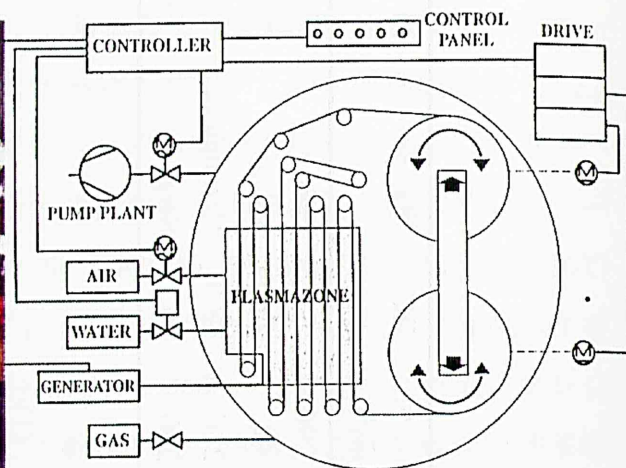 CONTROLLER
CONTROL
PANEL
DRIVE
M
M
PUMP PLANT
M
AIR
PLASMAZONE
WATER
M
GENERATOR
GAS